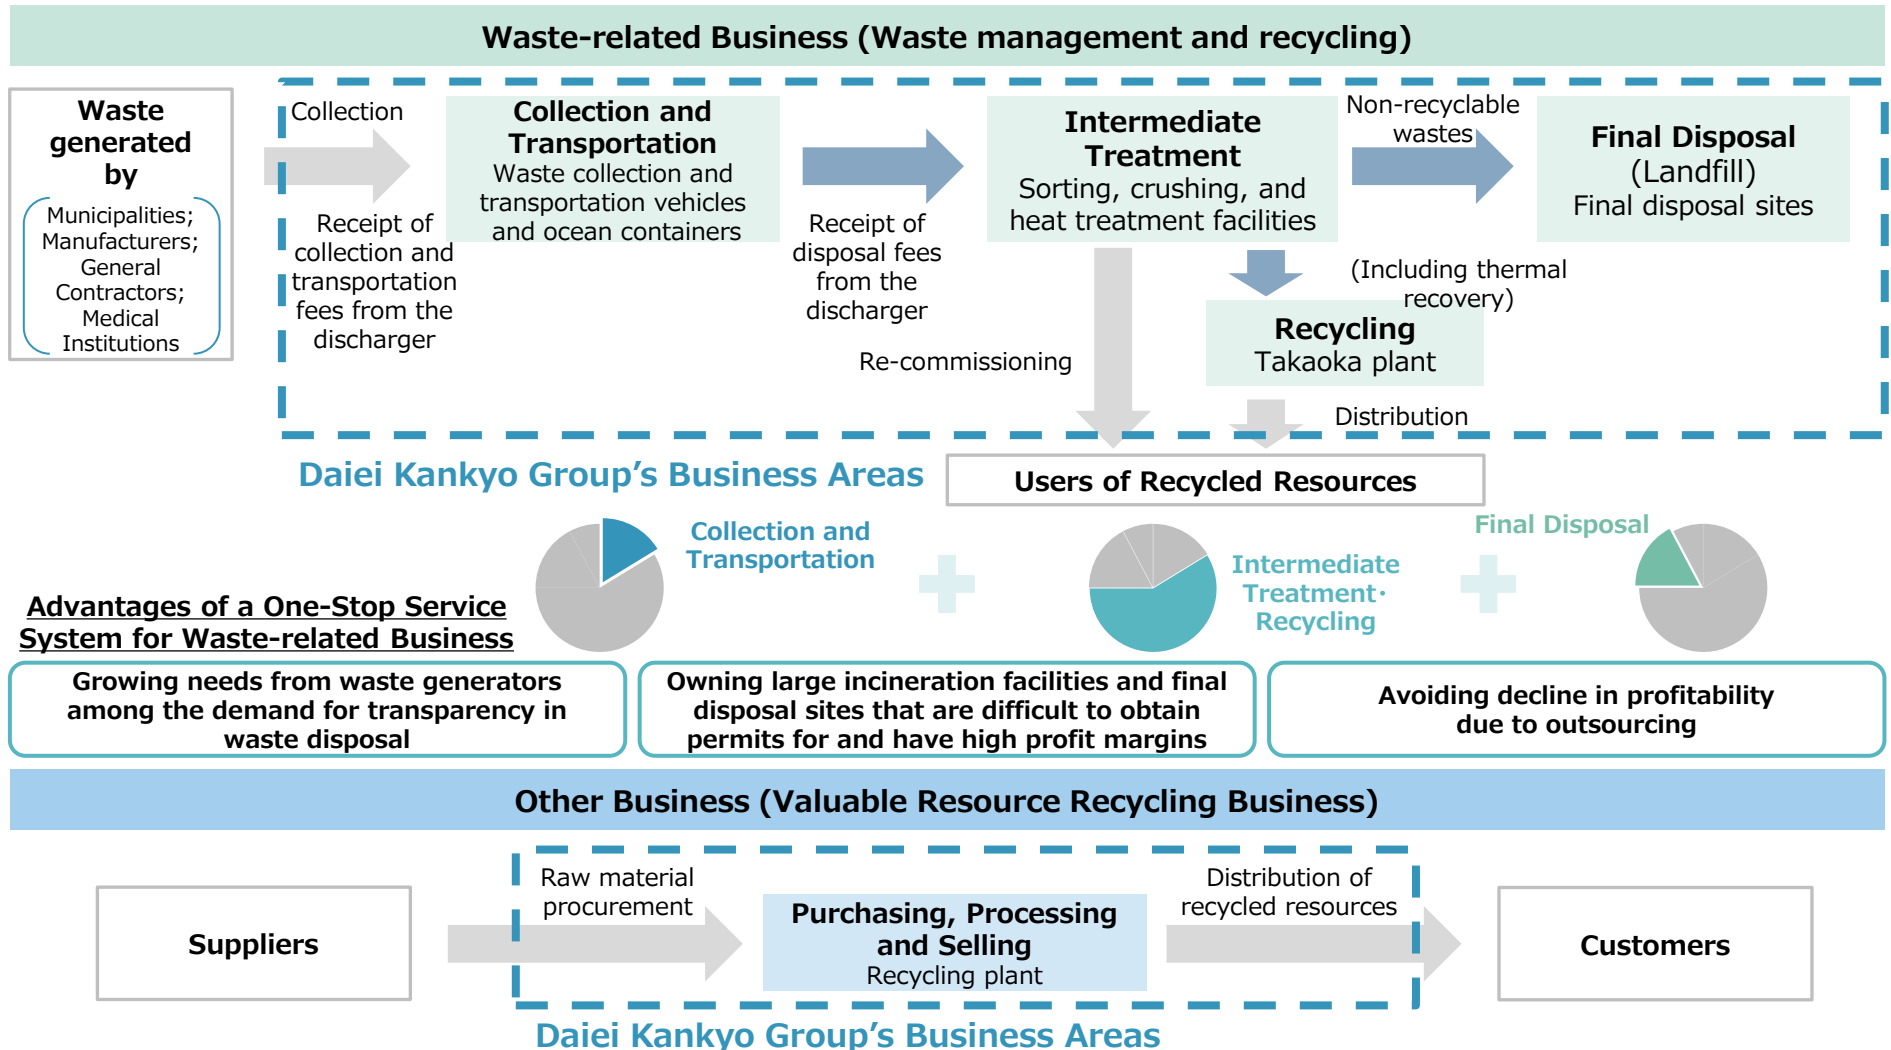 Waste-related Business (Waste management and recycling)
Waste
generated
by
Municipalities;
Manufacturers;
General
Contractors;
Medical
Institutions
Collection
Receipt of
collection and
transportation
fees from the
discharger
Collection and
Transportation
Waste collection and
transportation vehicles
and ocean containers
Receipt of
disposal fees
from the
discharger
Intermediate
Treatment
Sorting, crushing, and
heat treatment facilities
Non-recyclable
wastes
Final Disposal
(Landfill)
Final disposal sites
(Including thermal
recovery)
Recycling
Takaoka plant
Re-commissioning
Distribution
Daiei Kankyo Group’s Business Areas
Users of Recycled Resources
Collection and
Transportation
Intermediate
Treatment･
Recycling
Final Disposal
Advantages of a One-Stop Service
System for Waste-related Business
Growing needs from waste generators
among the demand for transparency in
waste disposal
Owning large incineration facilities and final
disposal sites that are difficult to obtain
permits for and have high profit margins
Avoiding decline in profitability
due to outsourcing
Other Business (Valuable Resource Recycling Business)
Suppliers
Raw material
procurement
Purchasing, Processing
and Selling
Recycling plant
Distribution of
recycled resources
Customers
Daiei Kankyo Group’s Business Areas